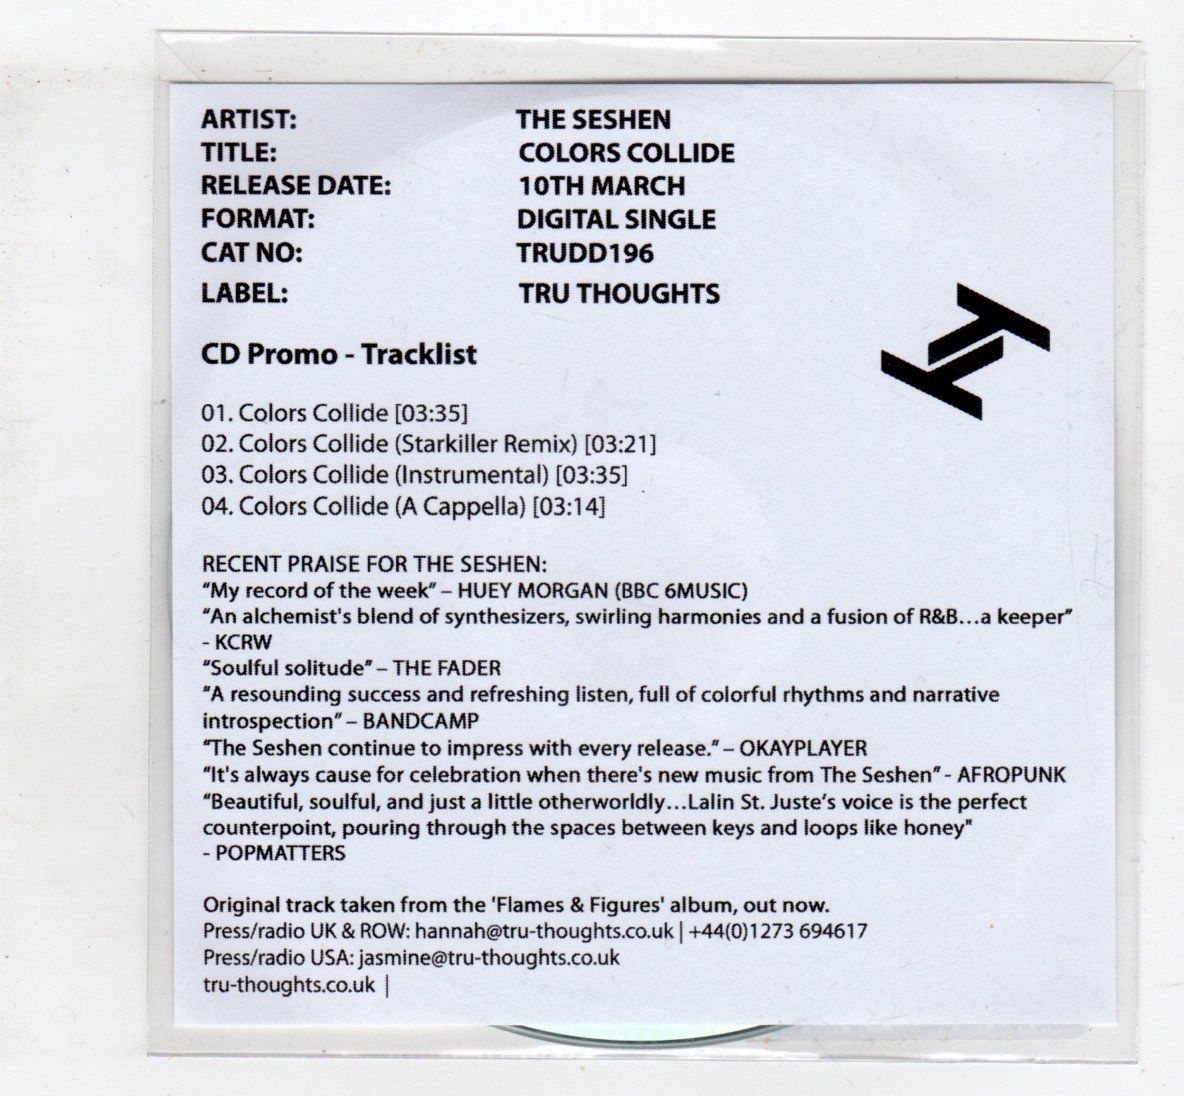 ARTIST: THE SESHEN
TITLE: COLORS COLLIDE
RELEASE DATE: 10TH MARCH
FORMAT: DIGITAL SINGLE
CAT NO: TRUDD196
LABEL: TRU THOUGHTS
CD Promo - Tracklist
01. Colors Collide [03:35]
02. Colors Collide (Starkiller Remix) [03:21]
03. Colors Collide (Instrumental) [03:35]
04. Colors Collide (A Cappella) [03:14]
RECENT PRAISE FOR THE SESHEN:
“My record of the week” – HUEY MORGAN (BBC 6MUSIC)
“An alchemist's blend of synthesizers, swirling harmonies and a fusion of R&B…a keeper”
- KCRW
“Soulful solitude” – THE FADER
“A resounding success and refreshing listen, full of colorful rhythms and narrative
introspection” – BANDCAMP
“The Seshen continue to impress with every release.” – OKAYPLAYER
“It's always cause for celebration when there's new music from The Seshen” - AFROPUNK
“Beautiful, soulful, and just a little otherworldly…Lalin St. Juste’s voice is the perfect
counterpoint, pouring through the spaces between keys and loops like honey"
- POPMATTERS
Original track taken from the 'Flames & Figures' album, out now.
Press/radio UK & ROW: hannah@tru-thoughts.co.uk | +44(0)1273 694617
Press/radio USA: jasmine@tru-thoughts.co.uk
tru-thoughts.co.uk |